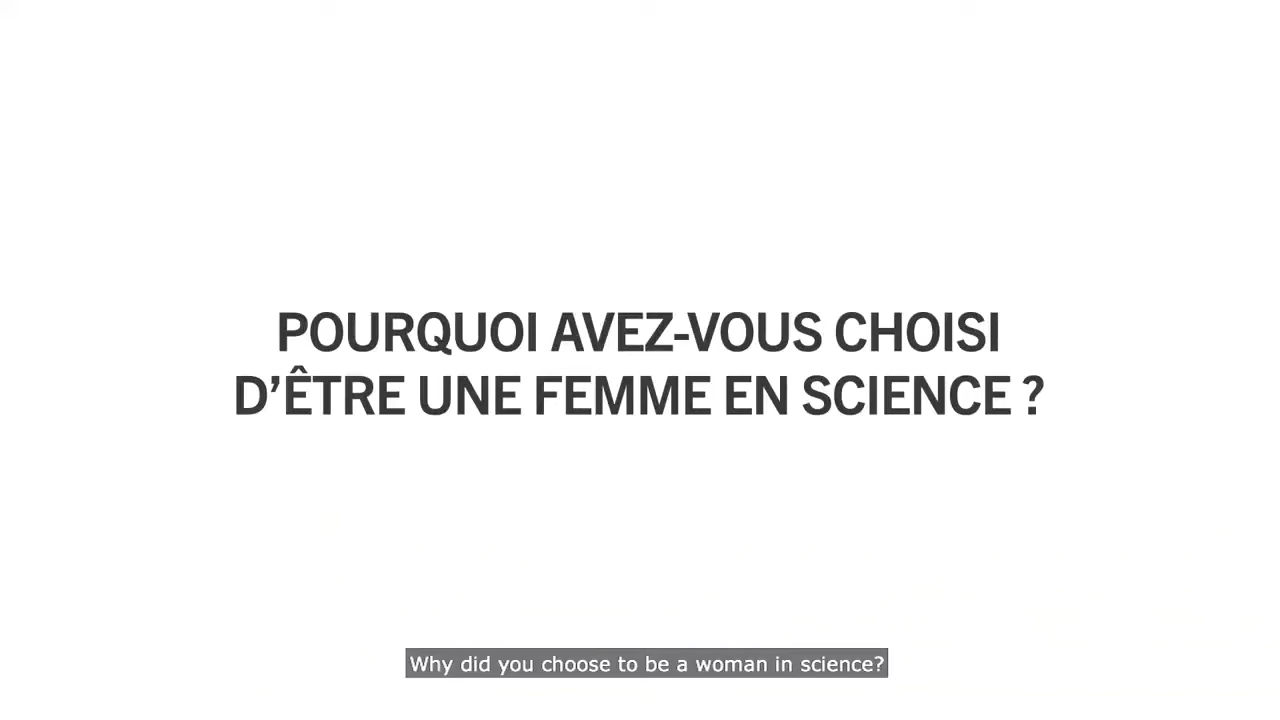 POURQUOI AVEZ-VOUS CHOISI
D’ÊTRE UNE FEMME EN SCIENCE ?
Why did you choose to be a woman in science?